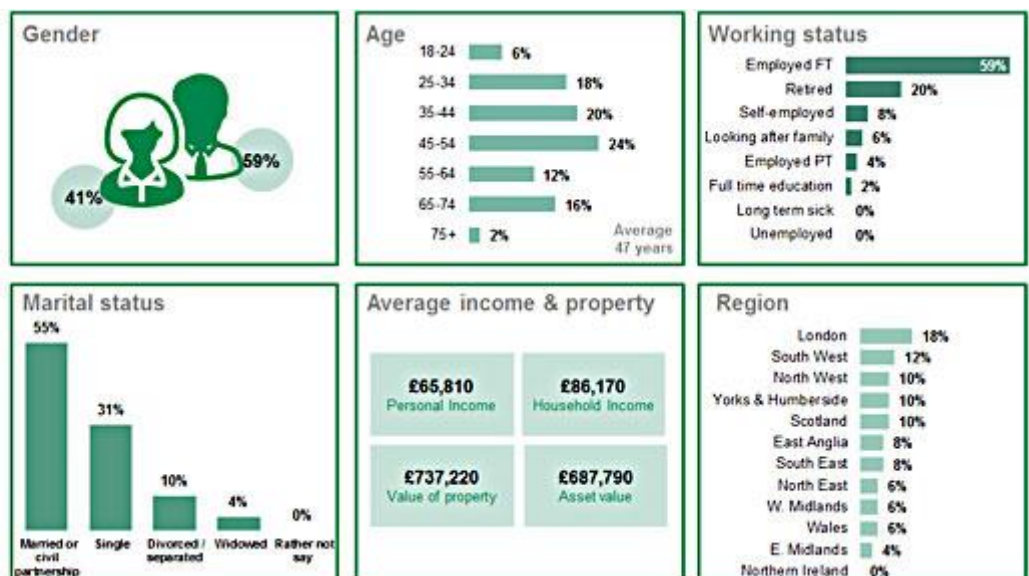 Gender
41%
59%
Age
18-24 6%
25-34 18%
35-44 20%
45-54 24%
55-64 12%
65-74 16%
75+ 2%
Average
47 years
Working status
Employed FT 59%
Retired 20%
Self-employed 8%
Looking after family 6%
Employed PT 4%
Full time education 2%
Long term sick 0%
Unemployed 0%
Marital status
55%
31%
10%
4%
0%
Married or
civil
partnership
Single
Divorced /
separated
Widowed
Rather not
say
Average income & property
£65,810
Personal Income
£86,170
Household Income
£737,220
Value of property
£687,790
Asset value
Region
London 18%
South West 12%
North West 10%
Yorks & Humberside 10%
Scotland 10%
East Anglia 8%
South East 8%
North East 6%
W. Midlands 6%
Wales 6%
E. Midlands 4%
Northern Ireland 0%